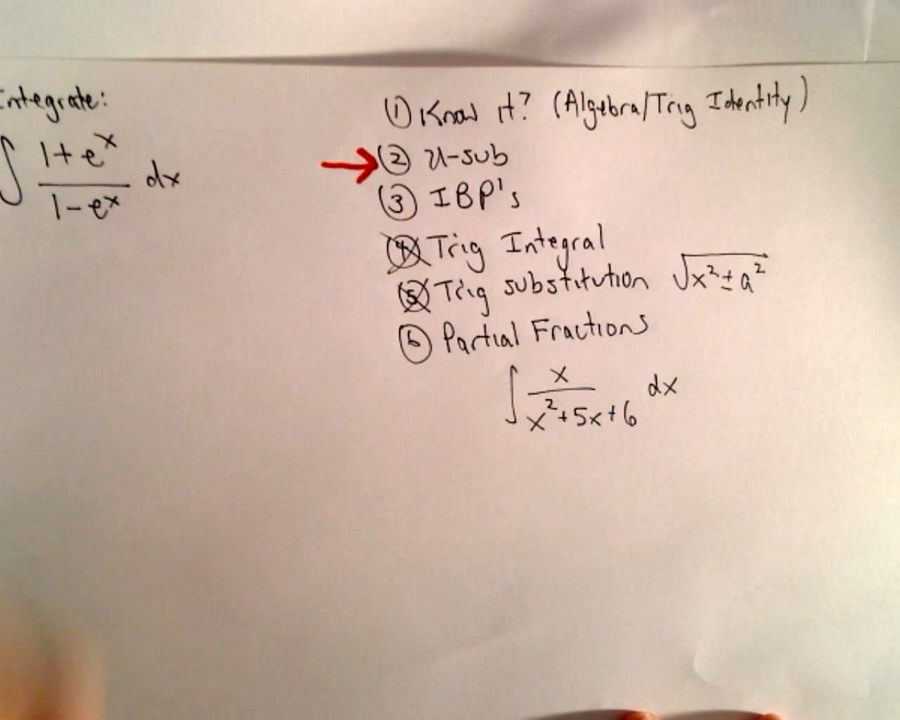 Integrate:
∫ (1 + e^x)/(1 - e^x) dx
① Know it? (Algebra/Trig Identity)
→ ② u-sub
③ IBP's
④ Trig Integral
⑤ Trig substitution √(x² ± a²)
⑥ Partial Fractions
∫ x/(x² + 5x + 6) dx